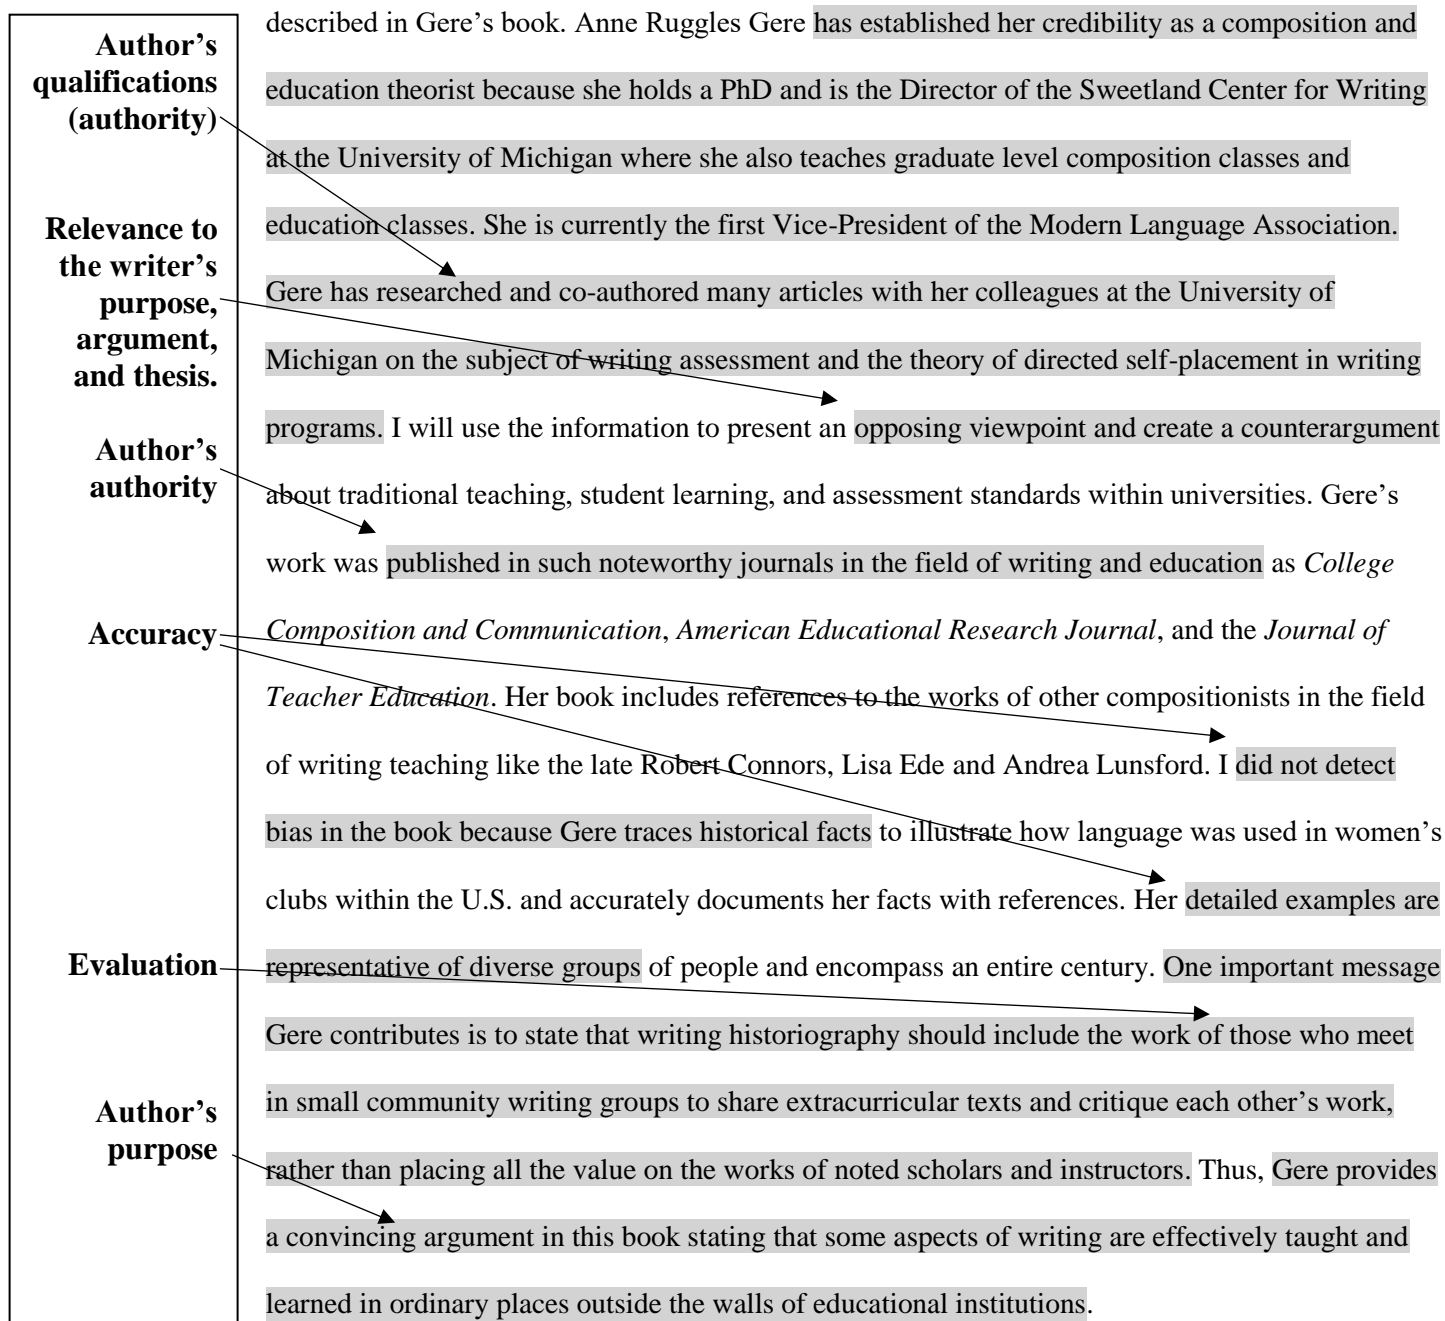 Author's
qualifications
(authority)
Relevance to
the writer's
purpose,
argument,
and thesis.
Author's
authority
Accuracy
Evaluation
Author's
purpose
described in Gere's book. Anne Ruggles Gere has established her credibility as a composition and
education theorist because she holds a PhD and is the Director of the Sweetland Center for Writing
at the University of Michigan where she also teaches graduate level composition classes and
education classes. She is currently the first Vice-President of the Modern Language Association.
Gere has researched and co-authored many articles with her colleagues at the University of
Michigan on the subject of writing assessment and the theory of directed self-placement in writing
programs. I will use the information to present an opposing viewpoint and create a counterargument
about traditional teaching, student learning, and assessment standards within universities. Gere's
work was published in such noteworthy journals in the field of writing and education as College
Composition and Communication, American Educational Research Journal, and the Journal of
Teacher Education. Her book includes references to the works of other compositionists in the field
of writing teaching like the late Robert Connors, Lisa Ede and Andrea Lunsford. I did not detect
bias in the book because Gere traces historical facts to illustrate how language was used in women's
clubs within the U.S. and accurately documents her facts with references. Her detailed examples are
representative of diverse groups of people and encompass an entire century. One important message
Gere contributes is to state that writing historiography should include the work of those who meet
in small community writing groups to share extracurricular texts and critique each other's work,
rather than placing all the value on the works of noted scholars and instructors. Thus, Gere provides
a convincing argument in this book stating that some aspects of writing are effectively taught and
learned in ordinary places outside the walls of educational institutions.